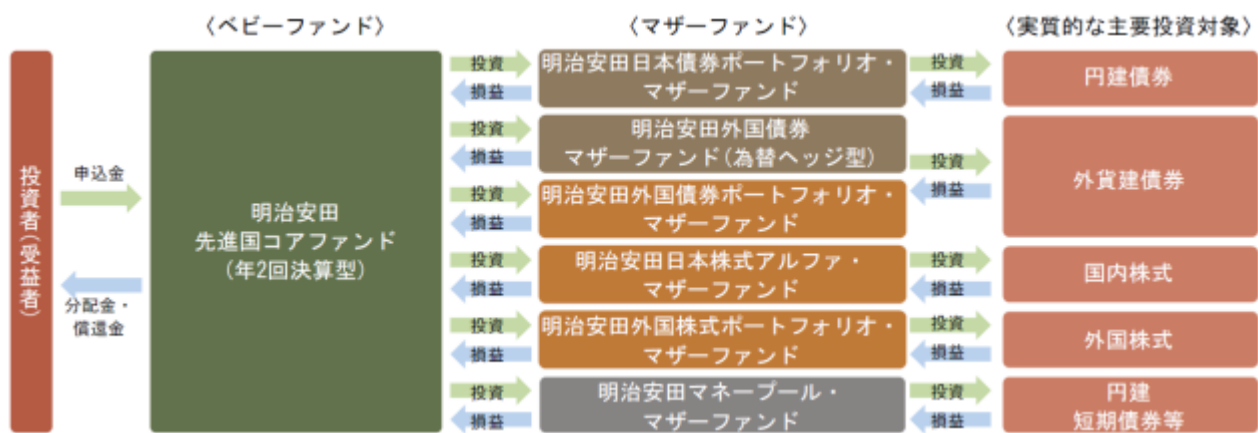 〈ベビーファンド〉
〈マザーファンド〉
〈実質的な主要投資対象〉
投資者(受益者)
申込金
分配金・
償還金
明治安田
先進国コアファンド
(年2回決算型)
投資
損益
明治安田日本債券ポートフォリオ・
マザーファンド
投資
損益
円建債券
投資
損益
明治安田外国債券
マザーファンド(為替ヘッジ型)
投資
損益
明治安田外国債券ポートフォリオ・
マザーファンド
投資
損益
外貨建債券
投資
損益
明治安田日本株式アルファ・
マザーファンド
投資
損益
国内株式
投資
損益
明治安田外国株式ポートフォリオ・
マザーファンド
投資
損益
外国株式
投資
損益
明治安田マネープール・
マザーファンド
投資
損益
円建
短期債券等